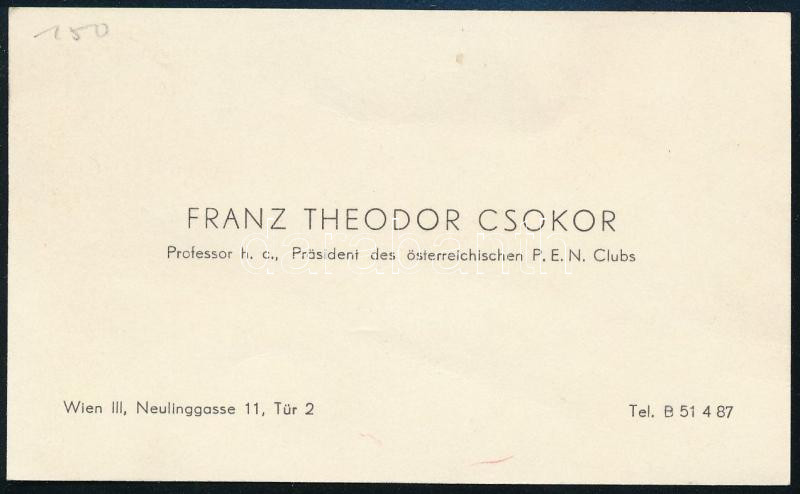 150
FRANZ THEODOR CSOKOR
Professor h. c., Präsident des österreichischen P. E. N. Clubs
darabanth
Wien III, Neulinggasse 11, Tür 2
Tel. B 51 4 87